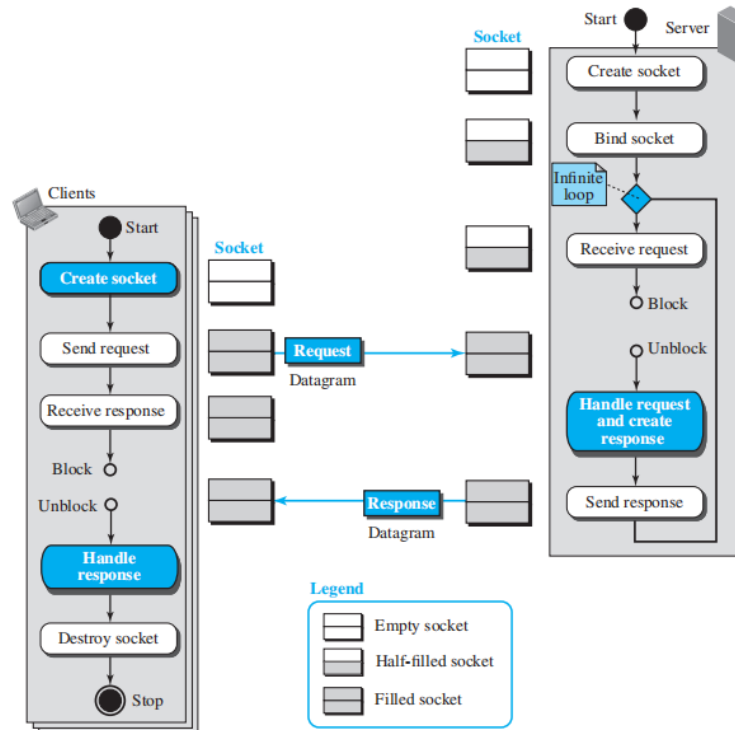 Start
Server
Socket
Create socket
Bind socket
Infinite
loop
Receive request
Block
Unblock
Handle request
and create
response
Send response
Clients
Start
Socket
Create socket
Send request
Request
Datagram
Receive response
Block
Unblock
Response
Datagram
Handle
response
Destroy socket
Stop
Legend
Empty socket
Half-filled socket
Filled socket